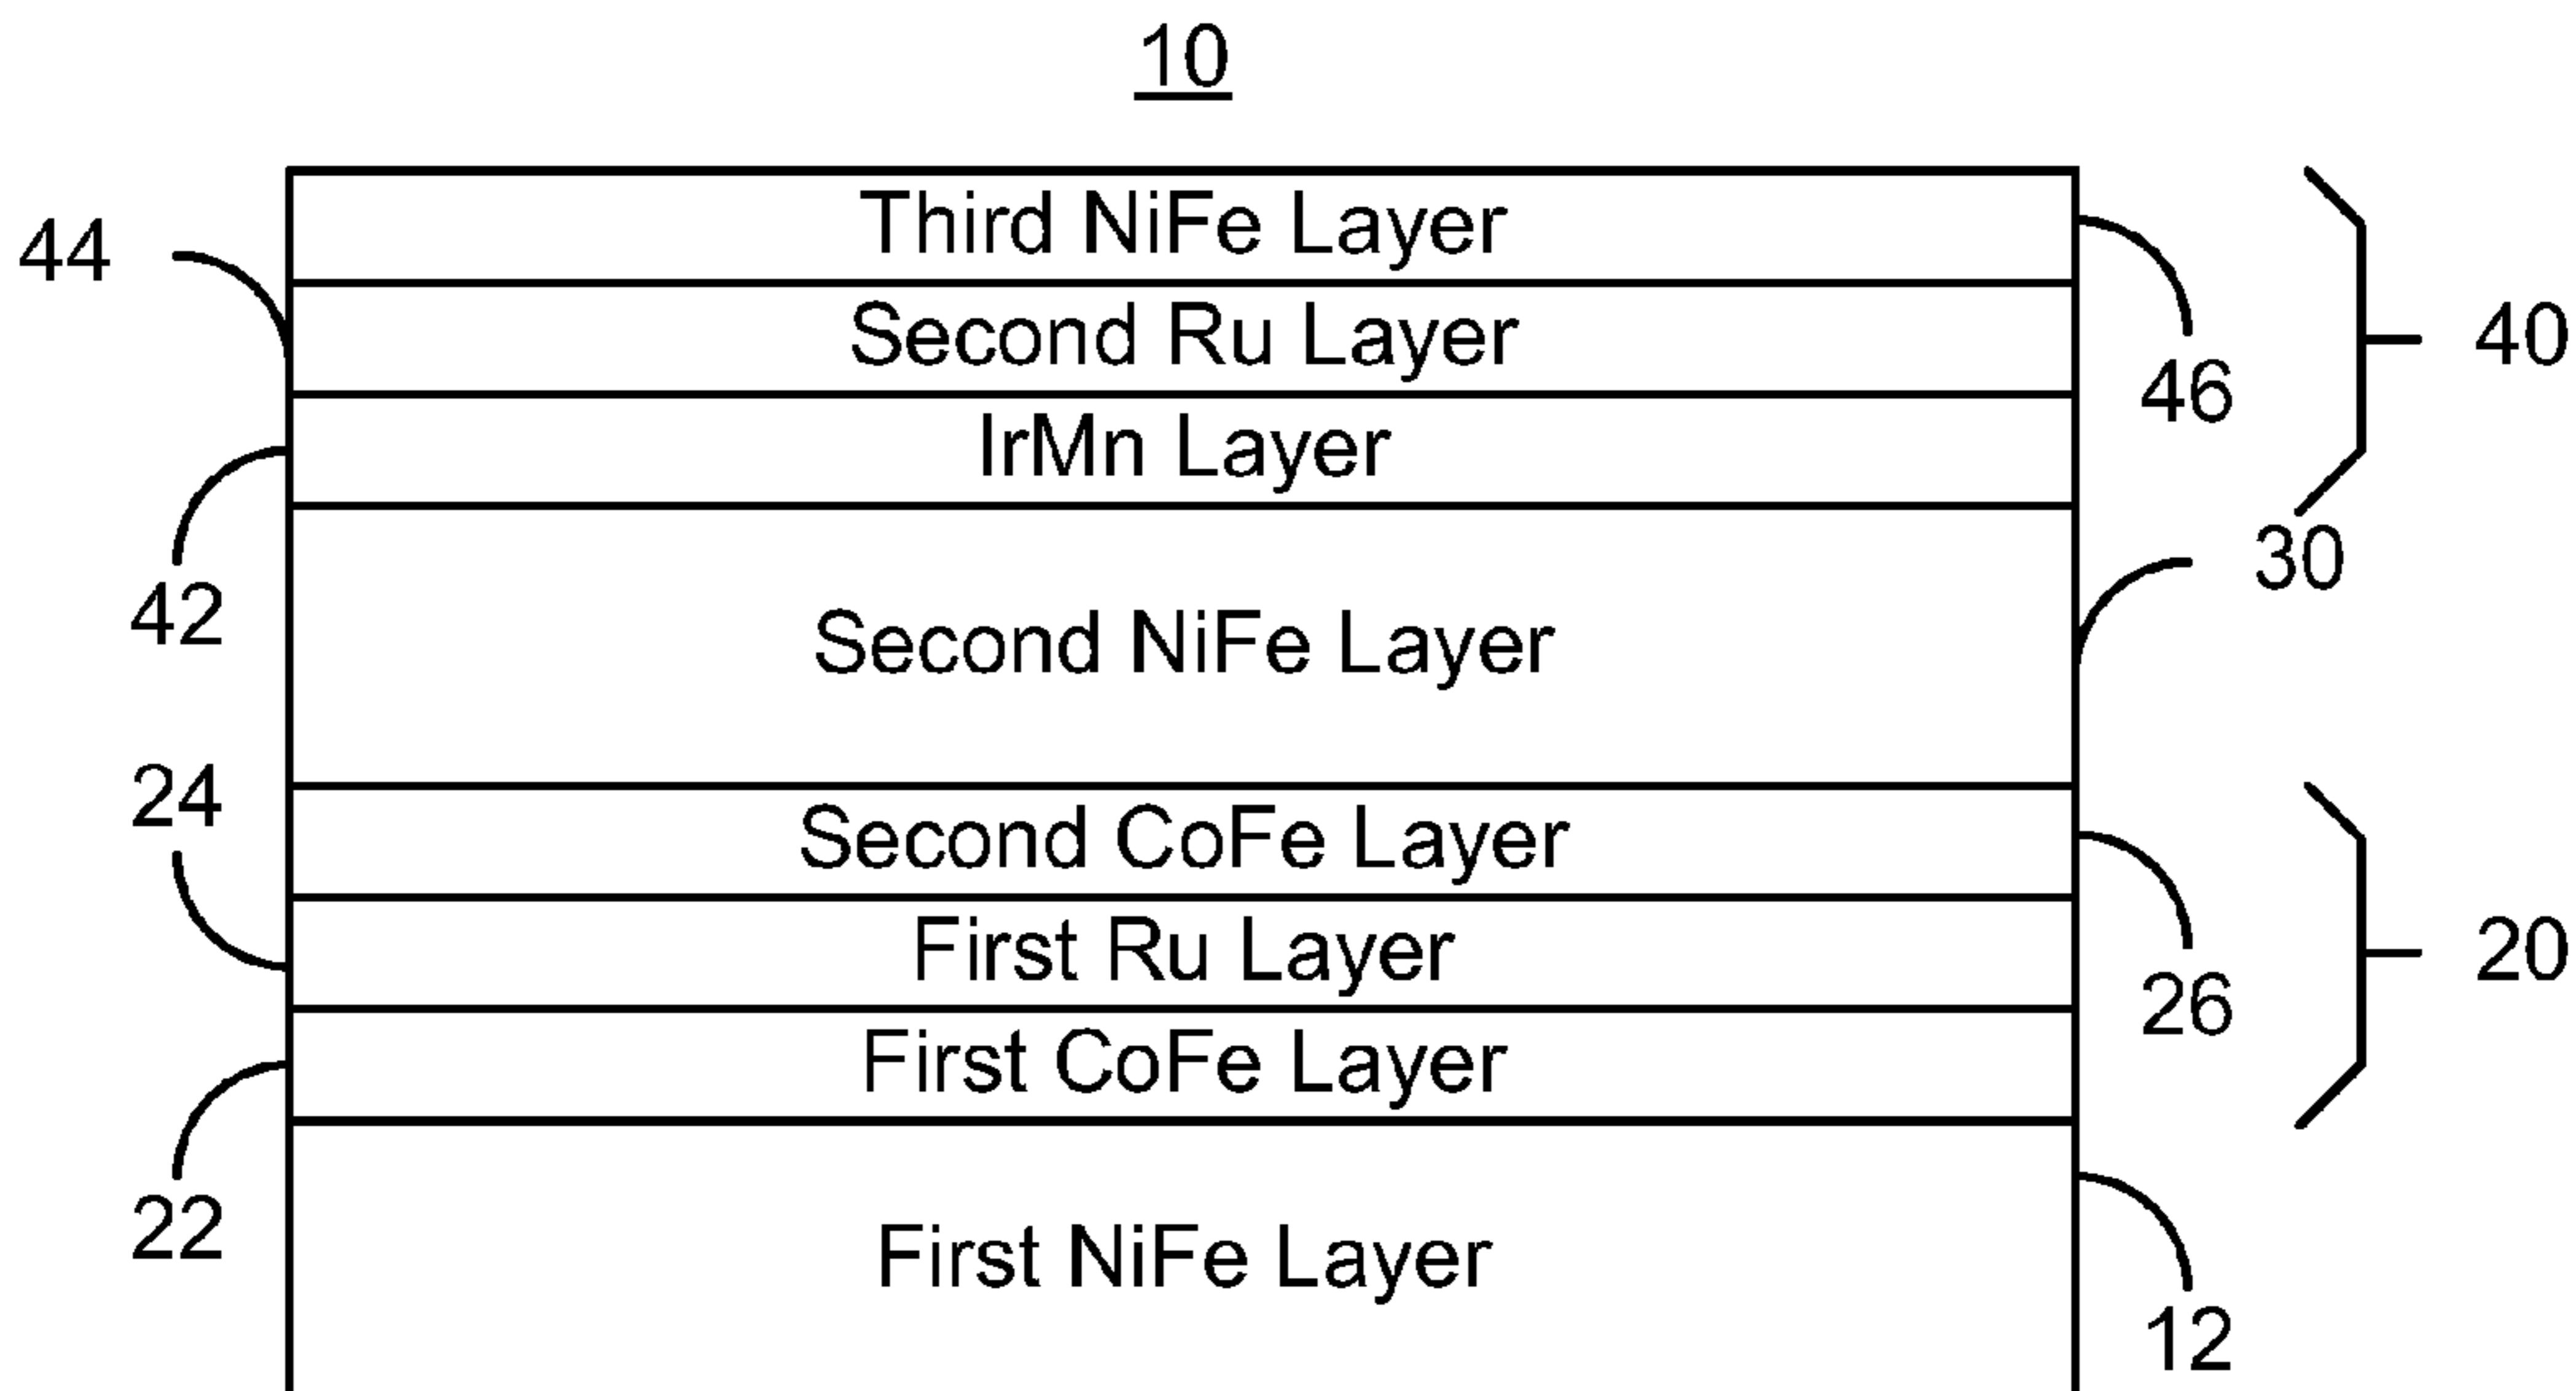 10
Third NiFe Layer
44
Second Ru Layer
40
46
IrMn Layer
30
42
Second NiFe Layer
24
Second CoFe Layer
First Ru Layer
20
26
First CoFe Layer
22
First NiFe Layer
12